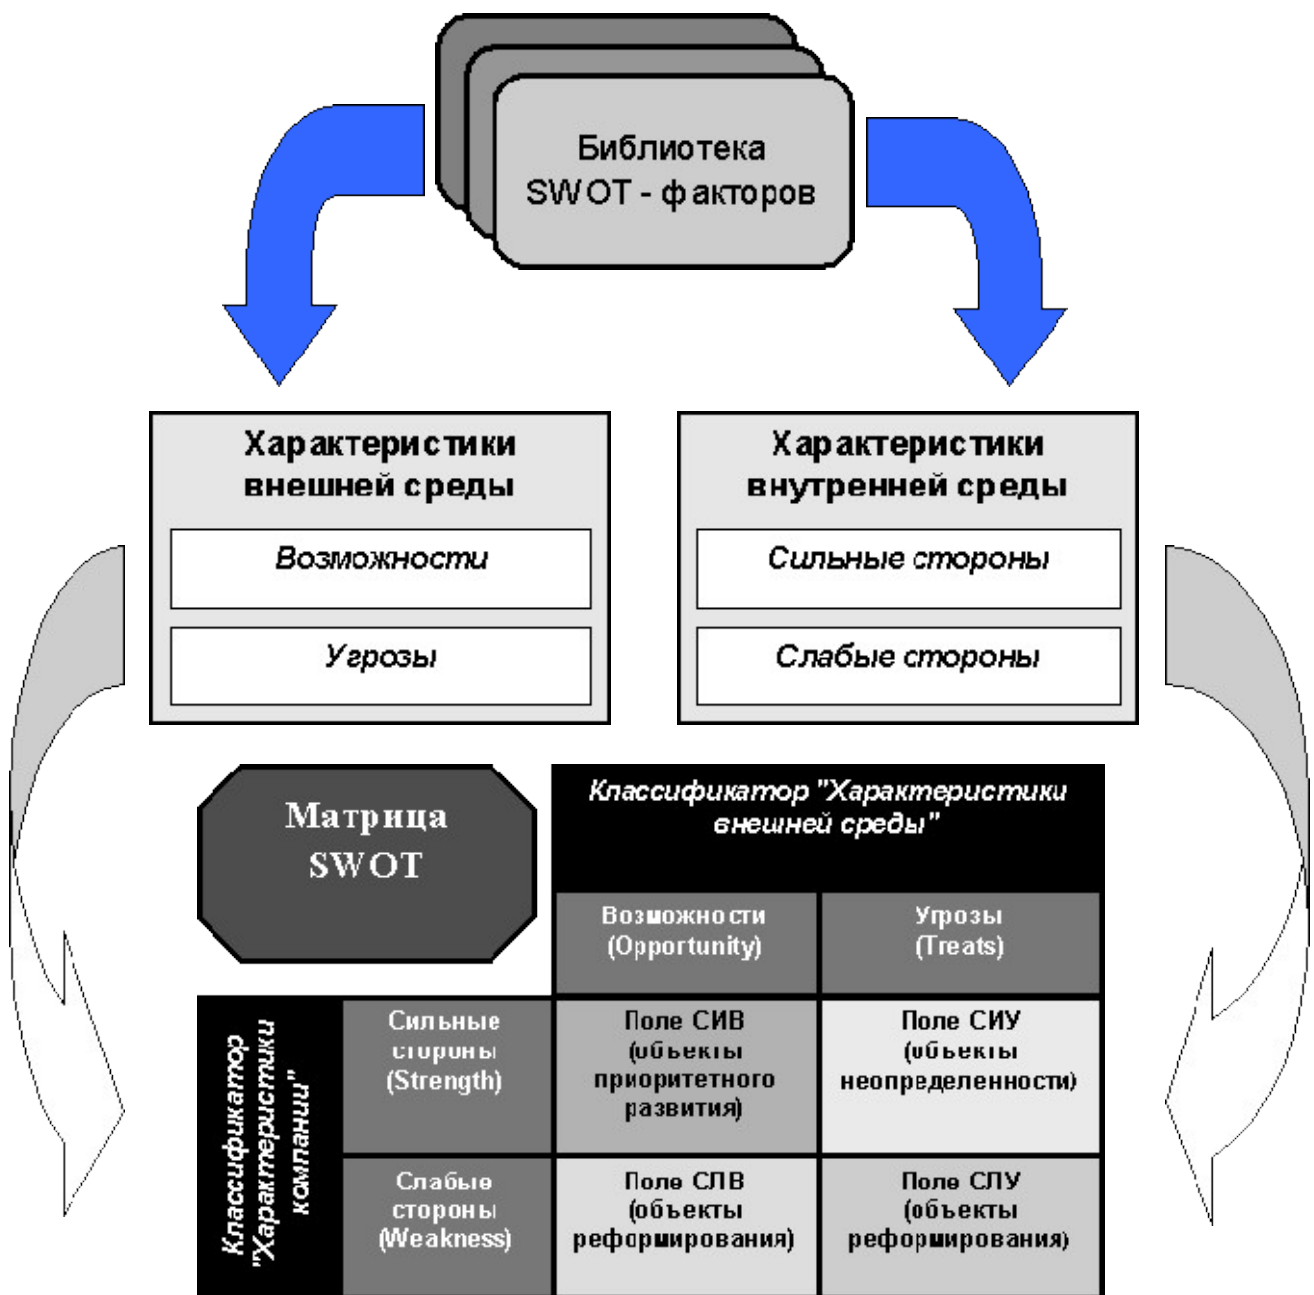 Библиотека
SWOT - факторов
Характеристики
внешней среды
Возможности
Угрозы
Характеристики
внутренней среды
Сильные стороны
Слабые стороны
Матрица
SWOT
Классификатор "Характеристики
внешней среды"
Возможности
(Opportunity)
Угрозы
(Treats)
Классификатор
"Характеристики
компании"
Сильные
стороны
(Strength)
Поле СИВ
(объекты
приоритетного
развития)
Поле СИУ
(объекты
неопределенности)
Слабые
стороны
(Weakness)
Поле СЛВ
(объекты
реформирования)
Поле СЛУ
(объекты
реформирования)